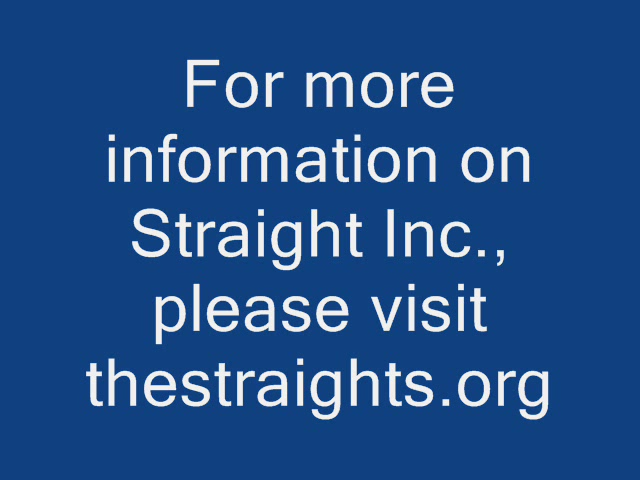 For more
information on
Straight Inc.,
please visit
thestraights.org